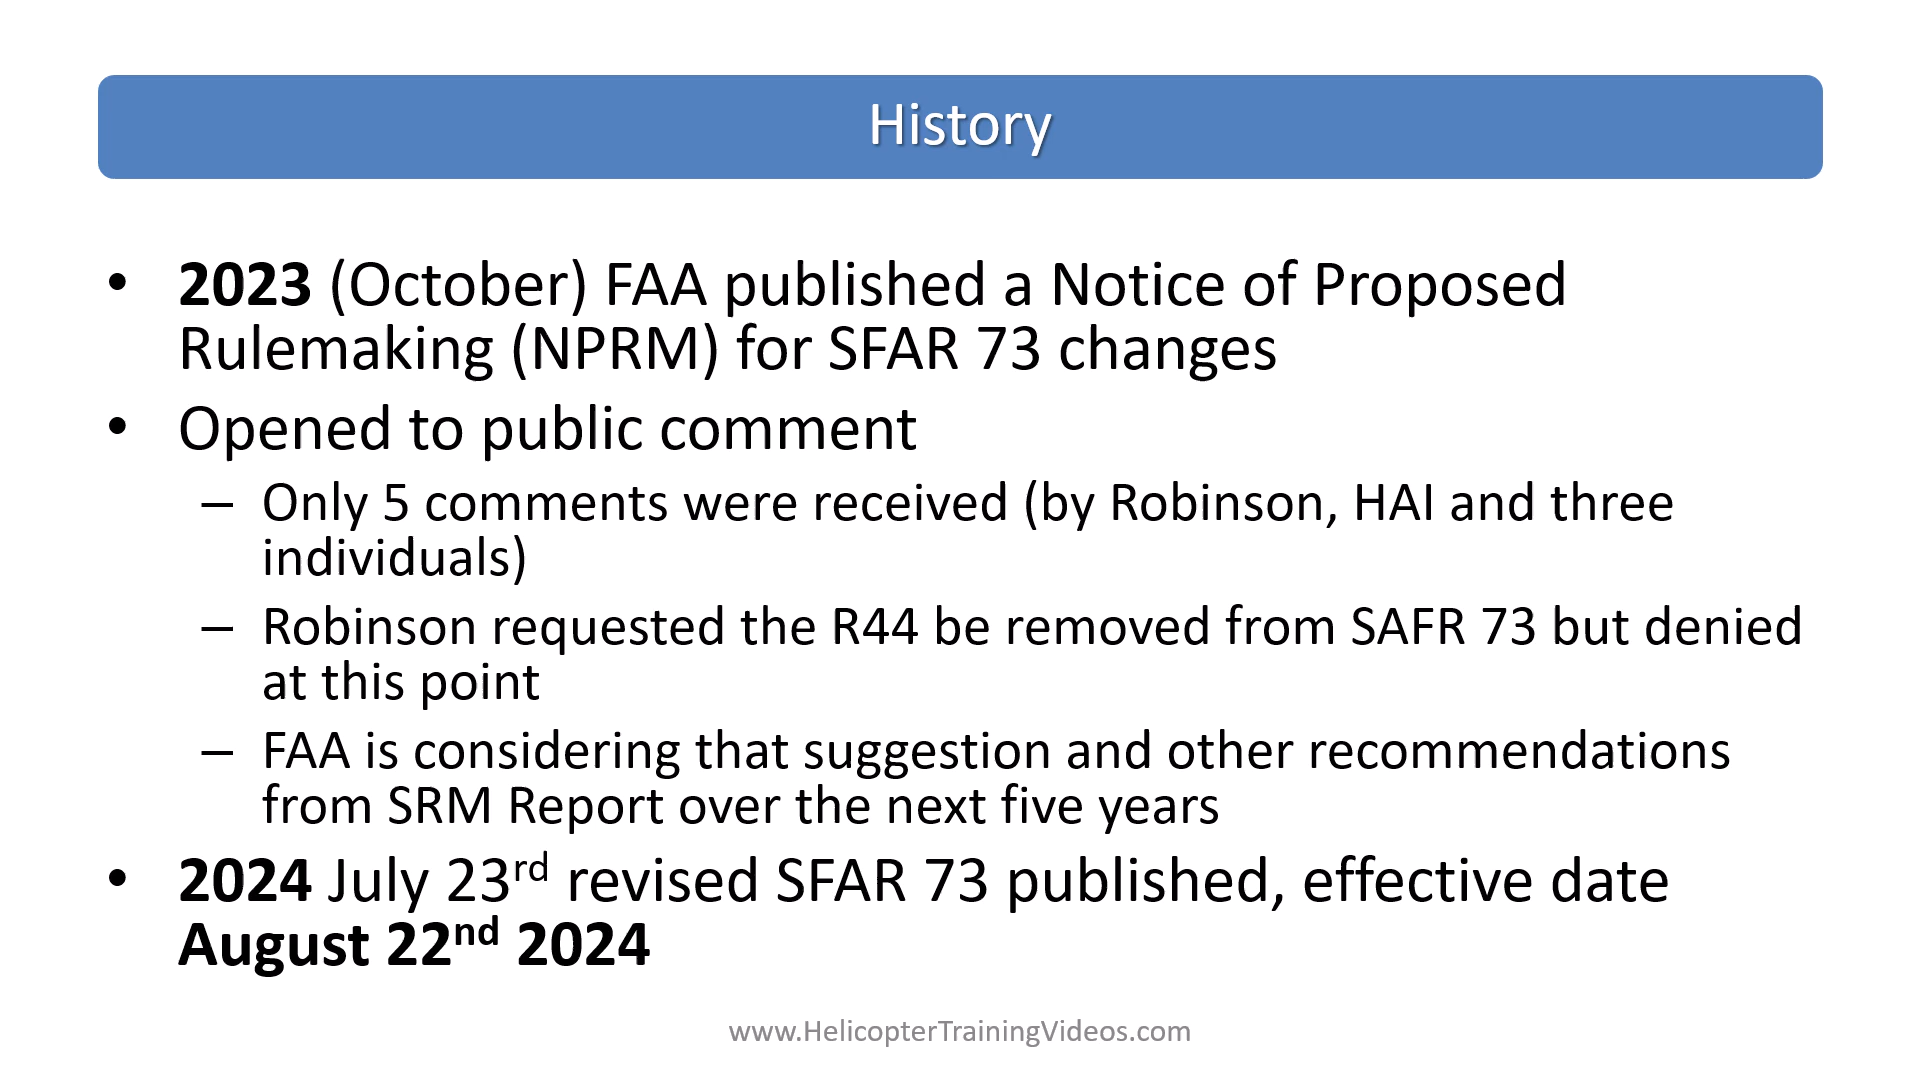 History
• 2023 (October) FAA published a Notice of Proposed
Rulemaking (NPRM) for SFAR 73 changes
• Opened to public comment
– Only 5 comments were received (by Robinson, HAI and three
individuals)
– Robinson requested the R44 be removed from SAFR 73 but denied
at this point
– FAA is considering that suggestion and other recommendations
from SRM Report over the next five years
• 2024 July 23rd revised SFAR 73 published, effective date
August 22nd 2024
www.HelicopterTrainingVideos.com